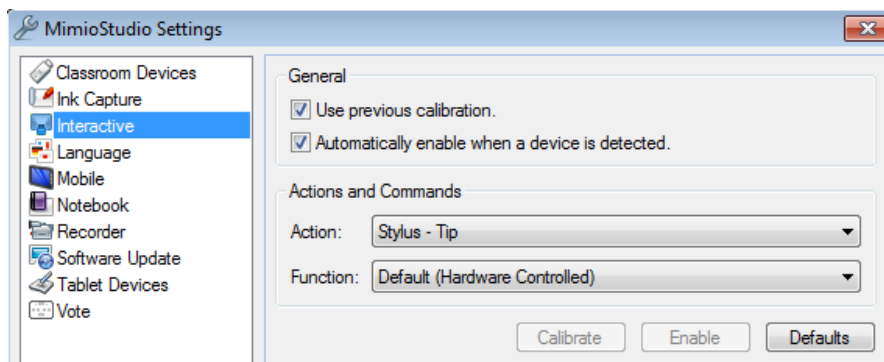 MimioStudio Settings
Classroom Devices
Ink Capture
Interactive
Language
Mobile
Notebook
Recorder
Software Update
Tablet Devices
Vote
General
Use previous calibration.
Automatically enable when a device is detected.
Actions and Commands
Action: Stylus - Tip
Function: Default (Hardware Controlled)
Calibrate Enable Defaults